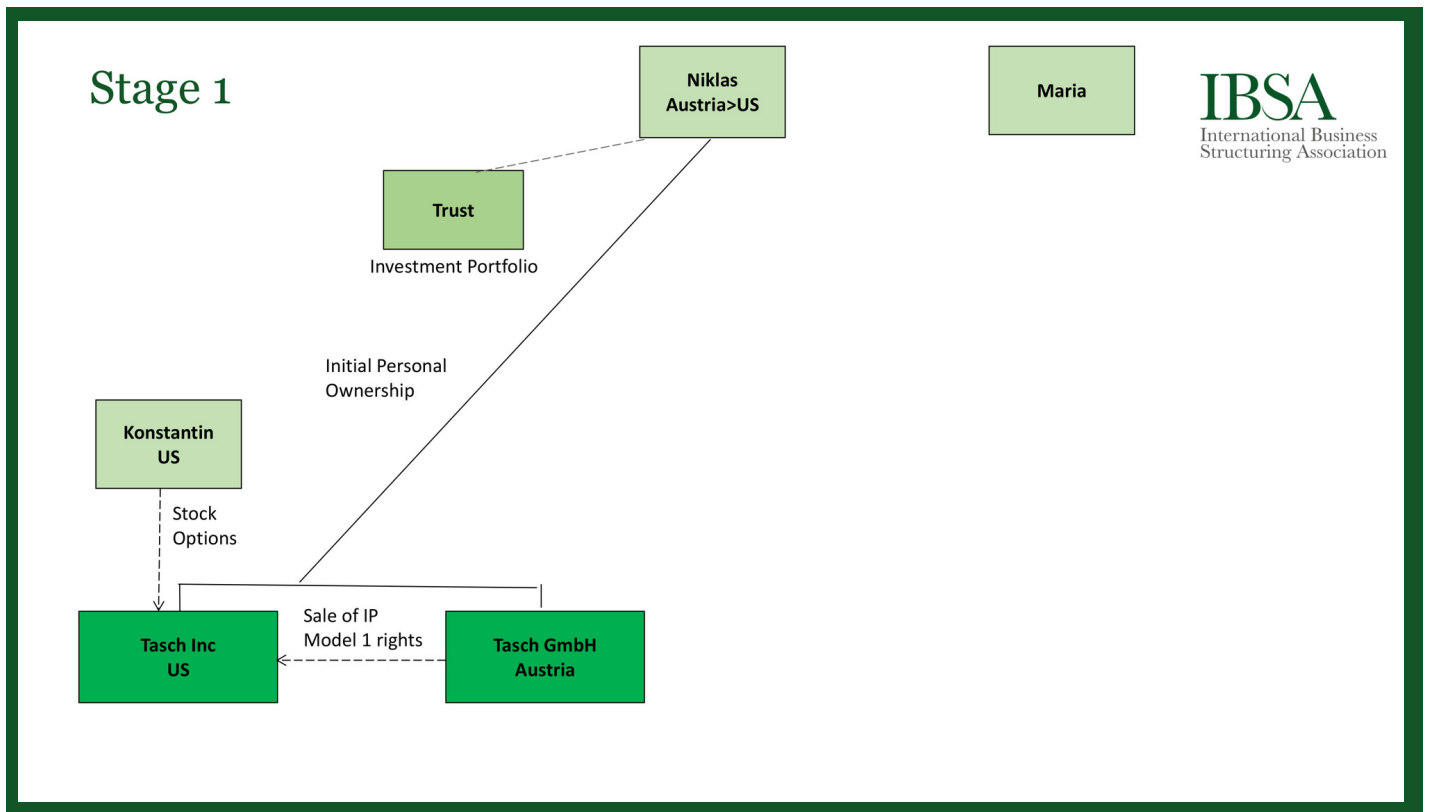 Stage 1
Niklas
Austria>US
Maria
IBSA
International Business
Structuring Association
Trust
Investment Portfolio
Initial Personal
Ownership
Konstantin
US
Stock
Options
Sale of IP
Model 1 rights
Tasch Inc
US
Tasch GmbH
Austria